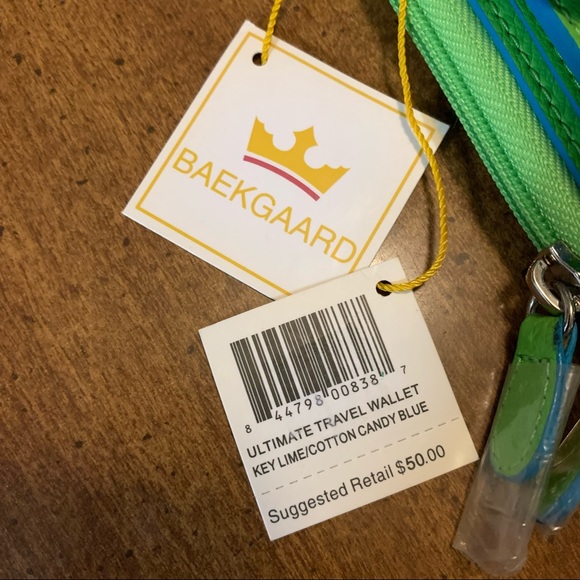 BAEKGAARD
8 44798 00838 7
ULTIMATE TRAVEL WALLET
KEY LIME/COTTON CANDY BLUE
Suggested Retail $50.00